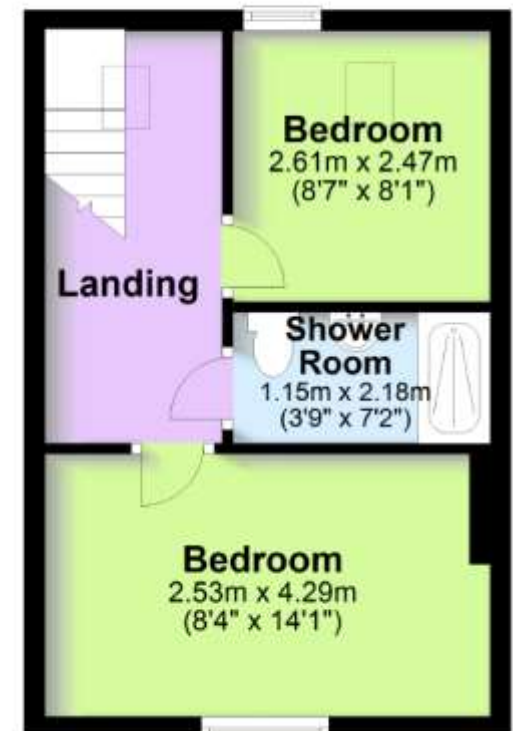 Bedroom
2.61m x 2.47m
(8'7" x 8'1")
Landing
Shower
Room
1.15m x 2.18m
(3'9" x 7'2")
Bedroom
2.53m x 4.29m
(8'4" x 14'1")